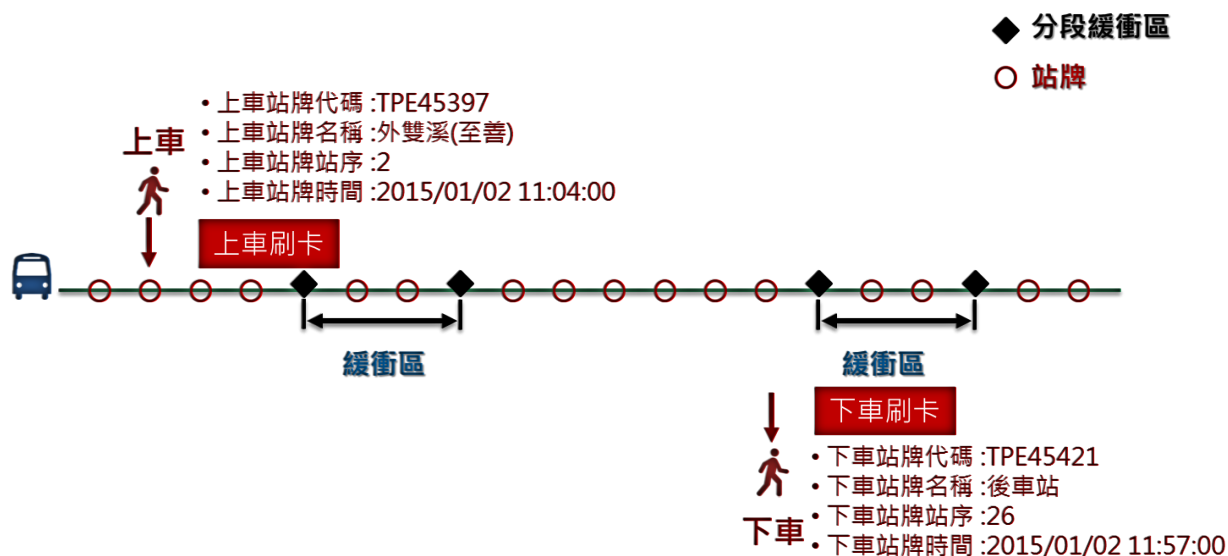 分段緩衝區
站牌
上車
• 上車站牌代碼 :TPE45397
• 上車站牌名稱 :外雙溪(至善)
• 上車站牌站序 :2
• 上車站牌時間 :2015/01/02 11:04:00
上車刷卡
緩衝區
緩衝區
下車刷卡
• 下車站牌代碼 :TPE45421
• 下車站牌名稱 :後車站
• 下車站牌站序 :26
• 下車站牌時間 :2015/01/02 11:57:00
下車